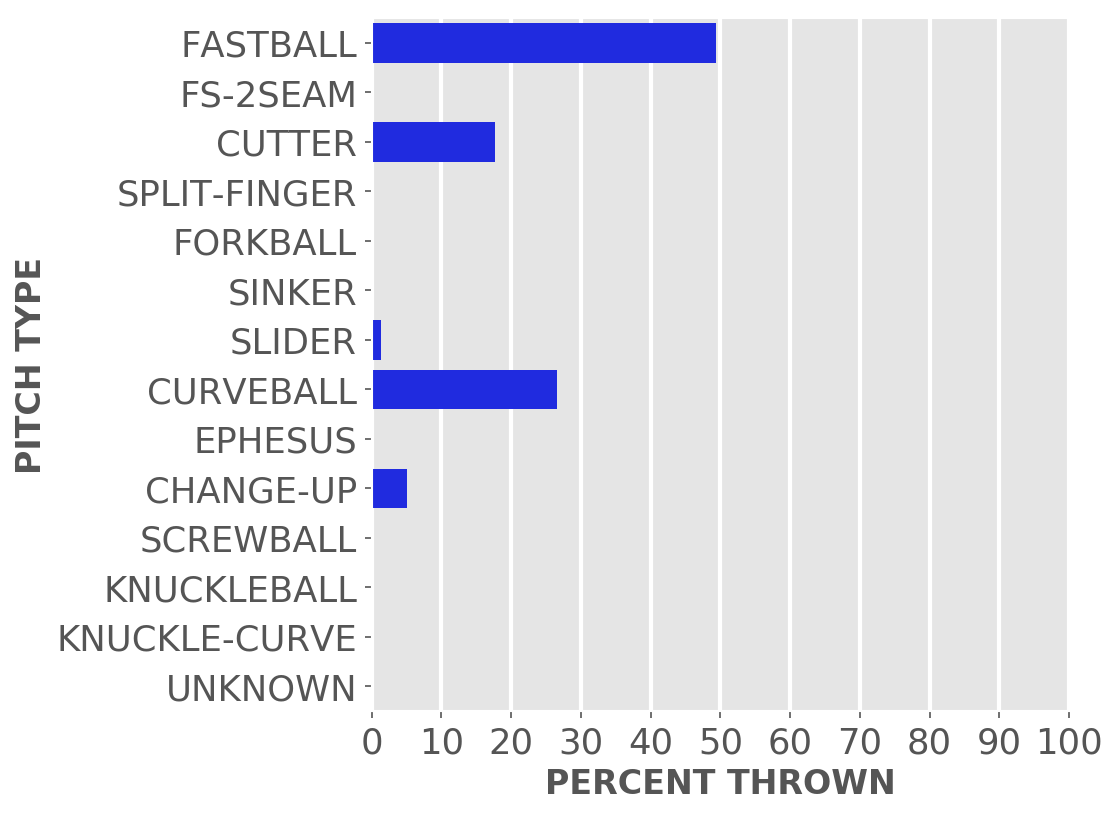 FASTBALL
FS-2SEAM
CUTTER
SPLIT-FINGER
FORKBALL
SINKER
SLIDER
CURVEBALL
EPHESUS
CHANGE-UP
SCREWBALL
KNUCKLEBALL
KNUCKLE-CURVE
UNKNOWN
PITCH TYPE
0 10 20 30 40 50 60 70 80 90 100
PERCENT THROWN